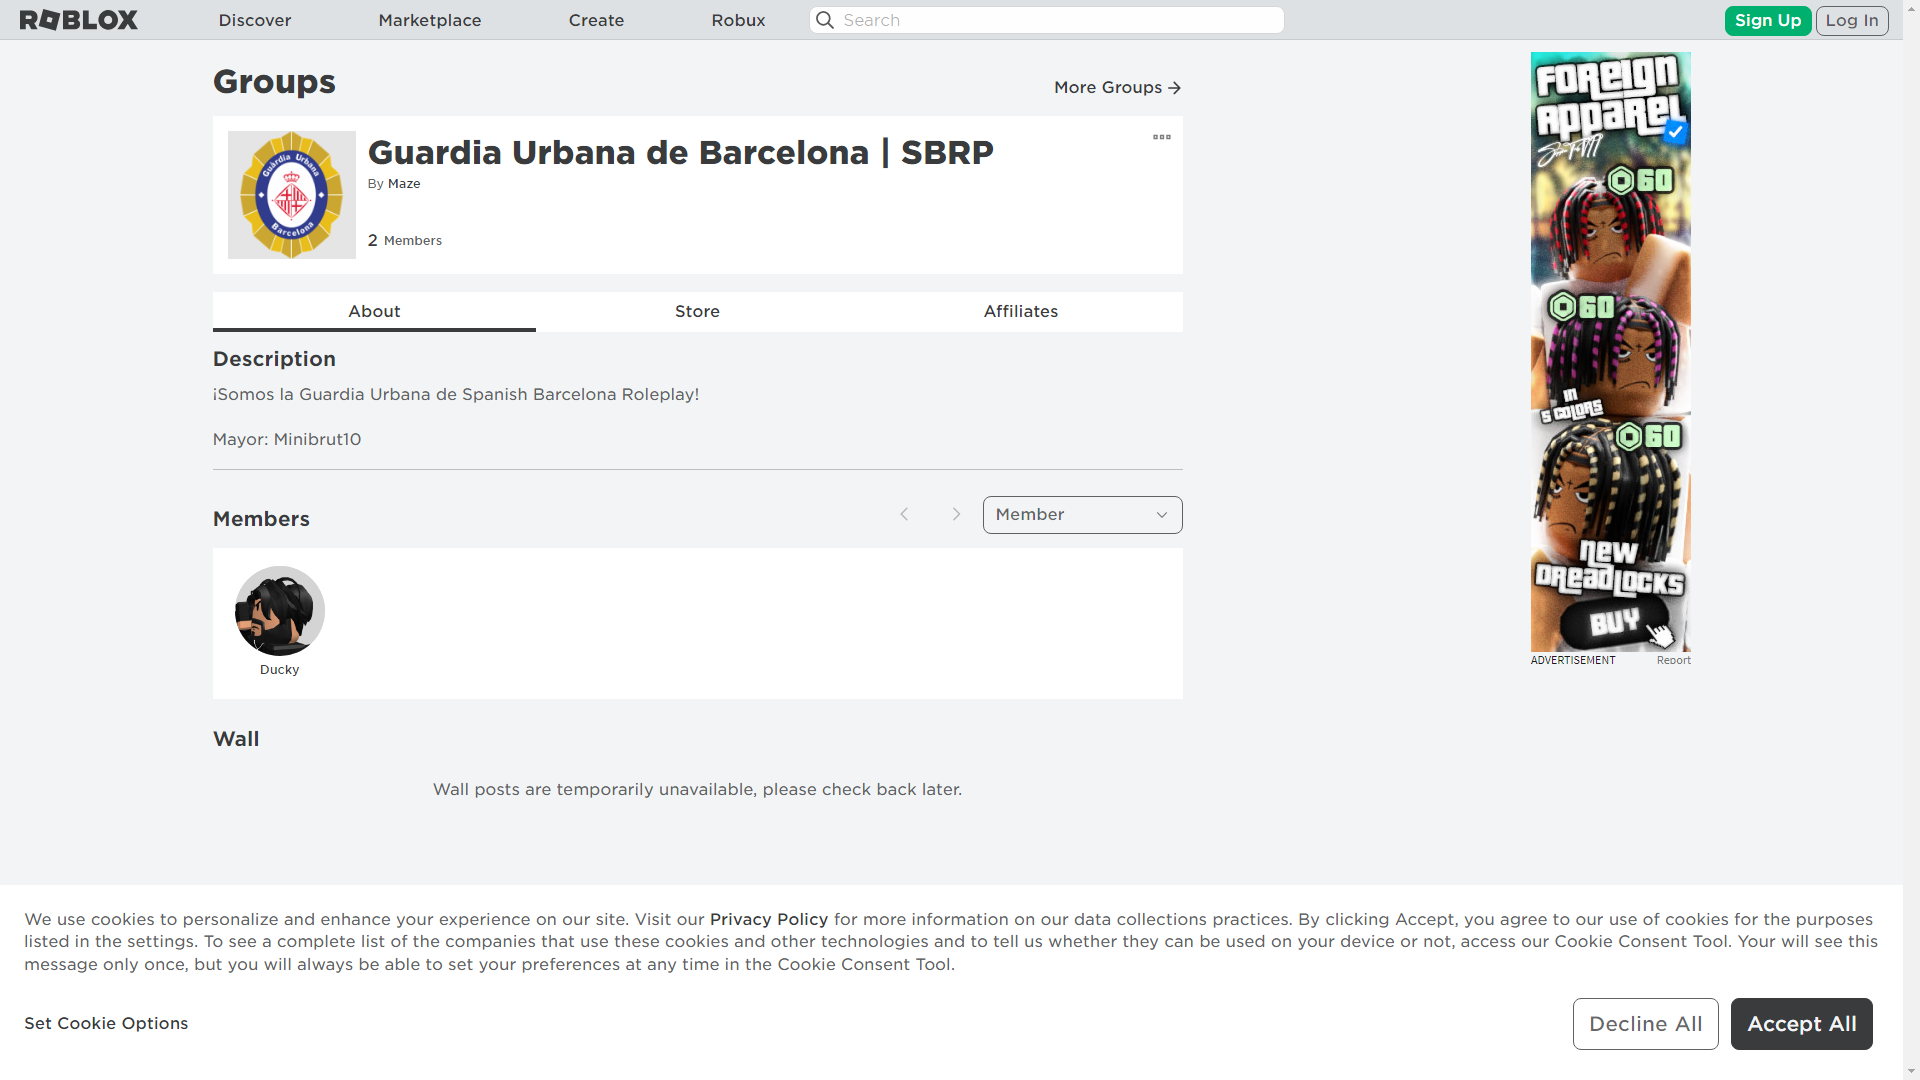 ROBLOX
Discover
Marketplace
Create
Robux
Search
Sign Up
Log In
Groups
More Groups
Guardia Urbana de Barcelona | SBRP
By Maze
2 Members
Guàrdia Urbana
Barcelona
About
Store
Affiliates
Description
¡Somos la Guardia Urbana de Spanish Barcelona Roleplay!
Mayor: Minibrut10
Members
Member
Ducky
Wall
Wall posts are temporarily unavailable, please check back later.
FOREIGN
APPAREL
60
60
IN
5 COLORS
60
NEW
DREADLOCKS
BUY
ADVERTISEMENT
Report
We use cookies to personalize and enhance your experience on our site. Visit our Privacy Policy for more information on our data collections practices. By clicking Accept, you agree to our use of cookies for the purposes
listed in the settings. To see a complete list of the companies that use these cookies and other technologies and to tell us whether they can be used on your device or not, access our Cookie Consent Tool. Your will see this
message only once, but you will always be able to set your preferences at any time in the Cookie Consent Tool.
Set Cookie Options
Decline All
Accept All